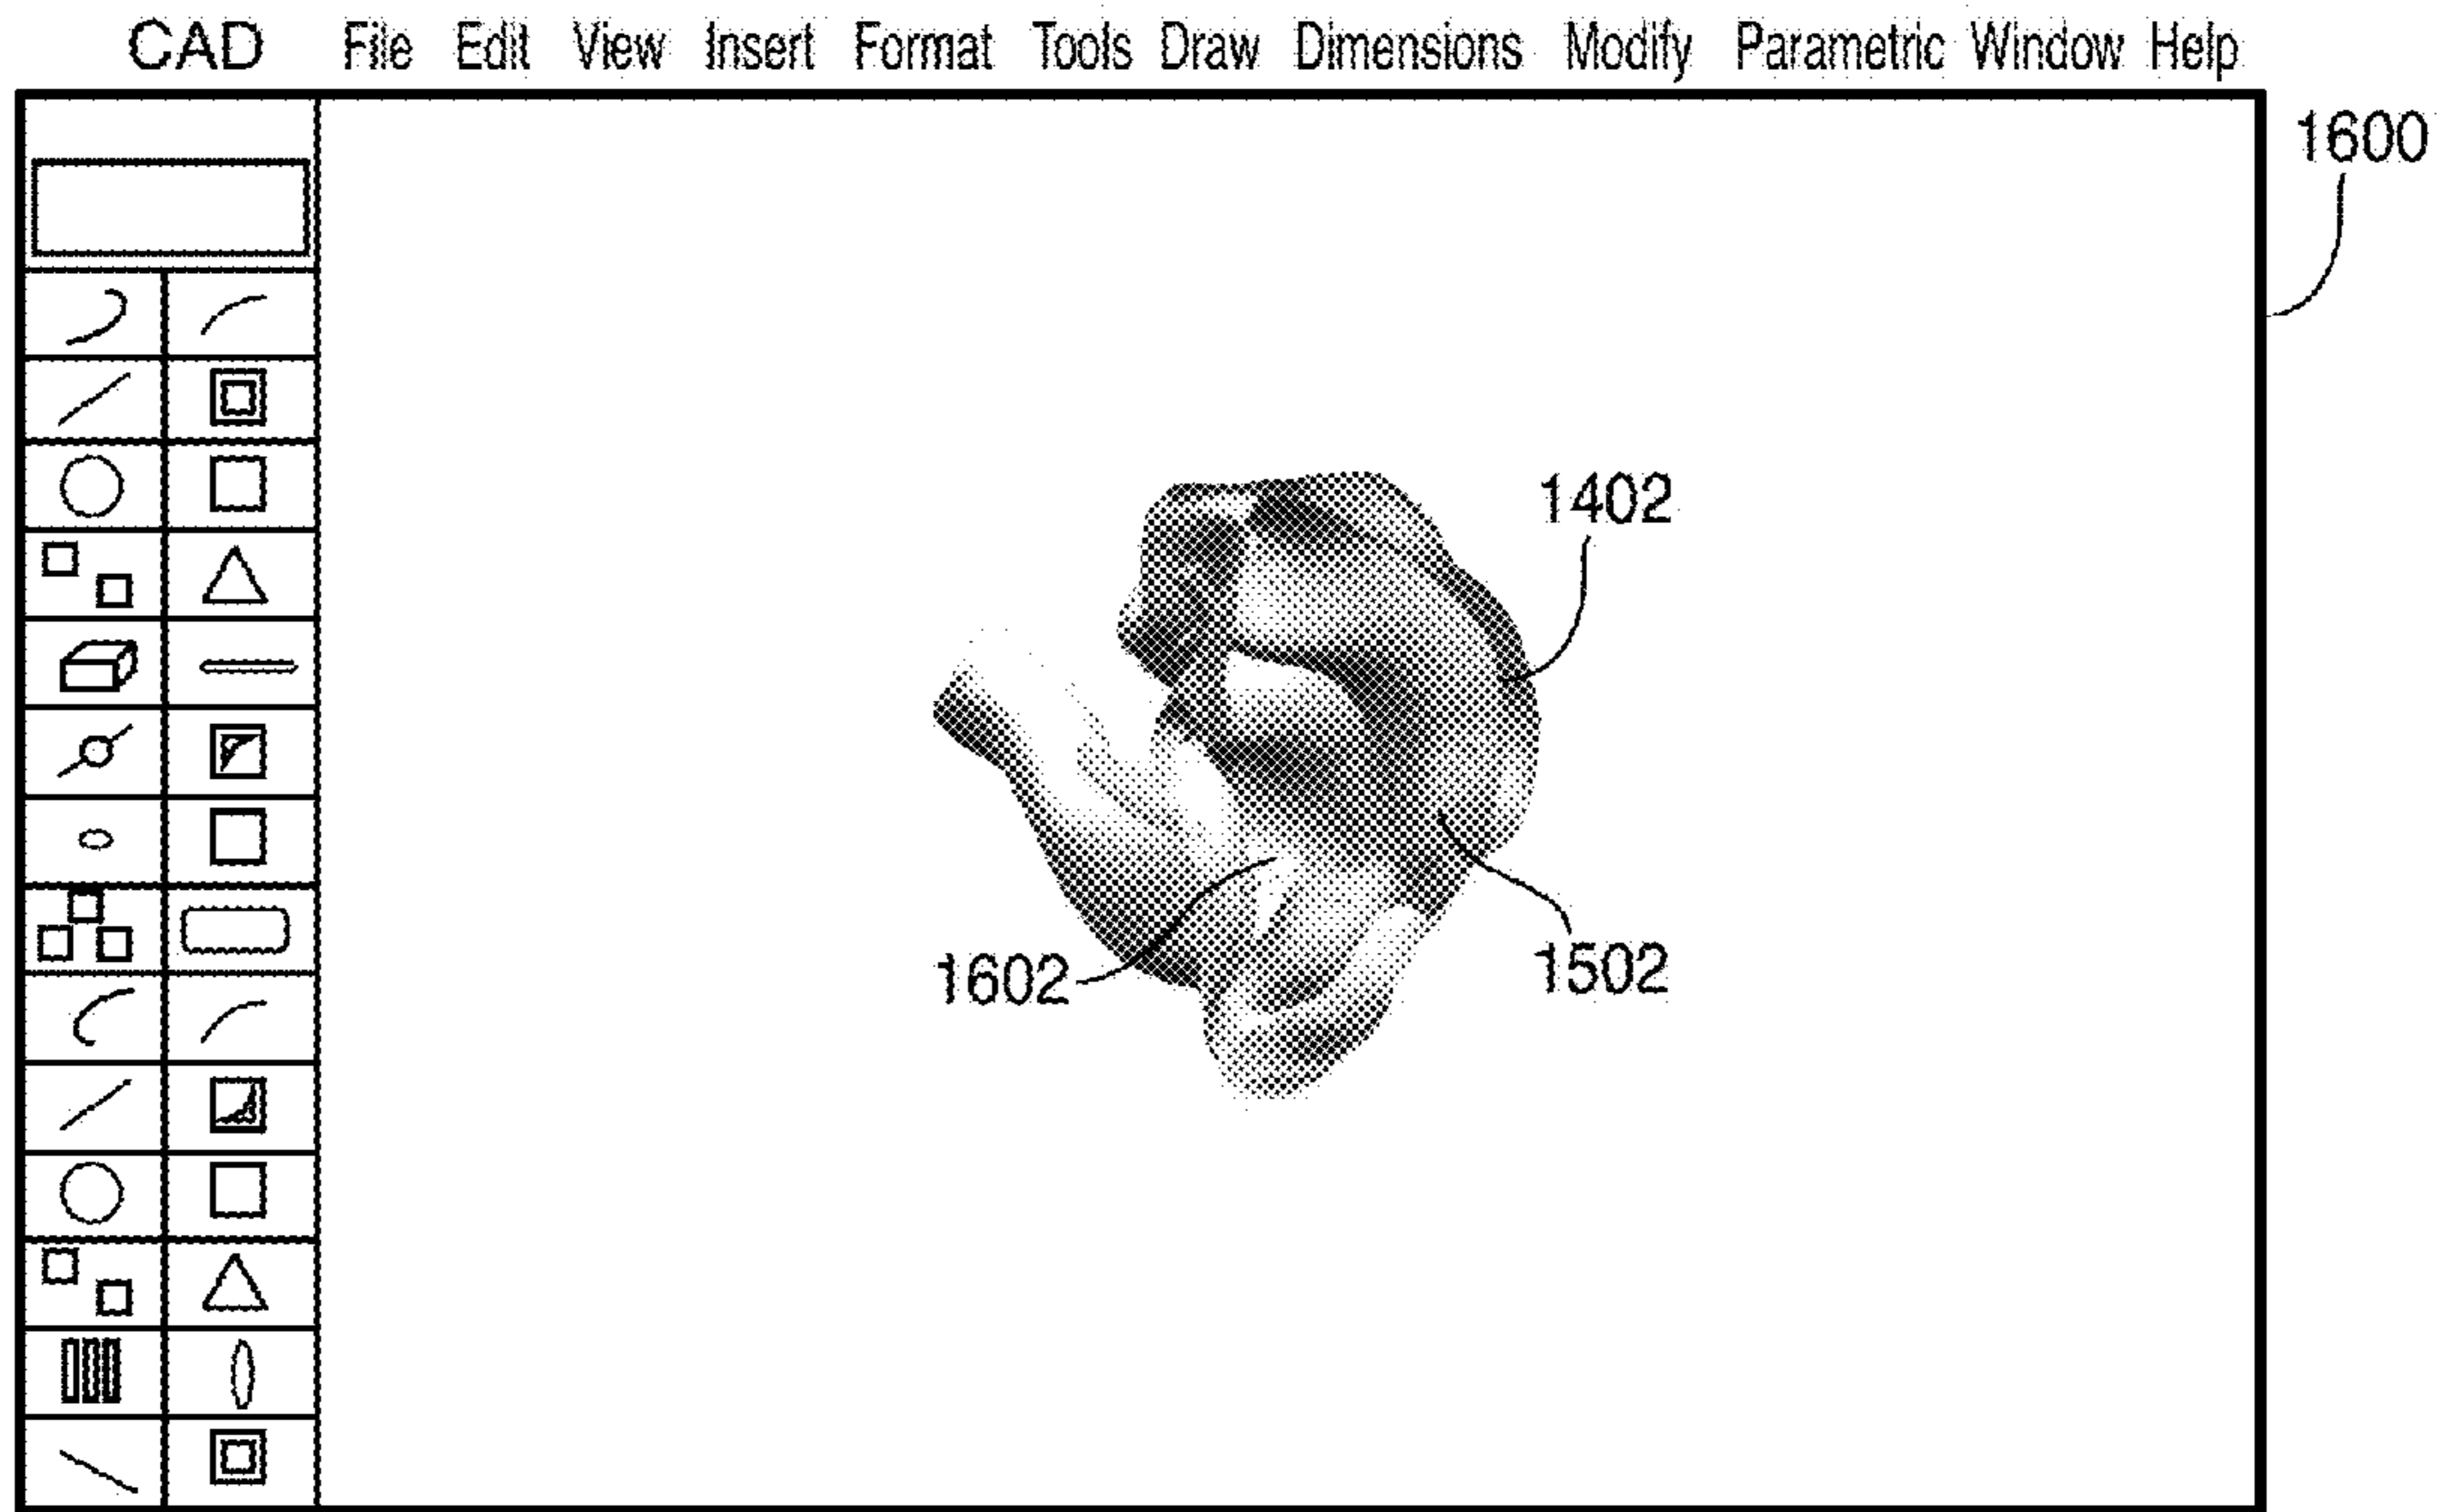 CAD File Edit View Insert Format Tools Draw Dimensions Modify Parametric Window Help
1600
1402
1602
1502